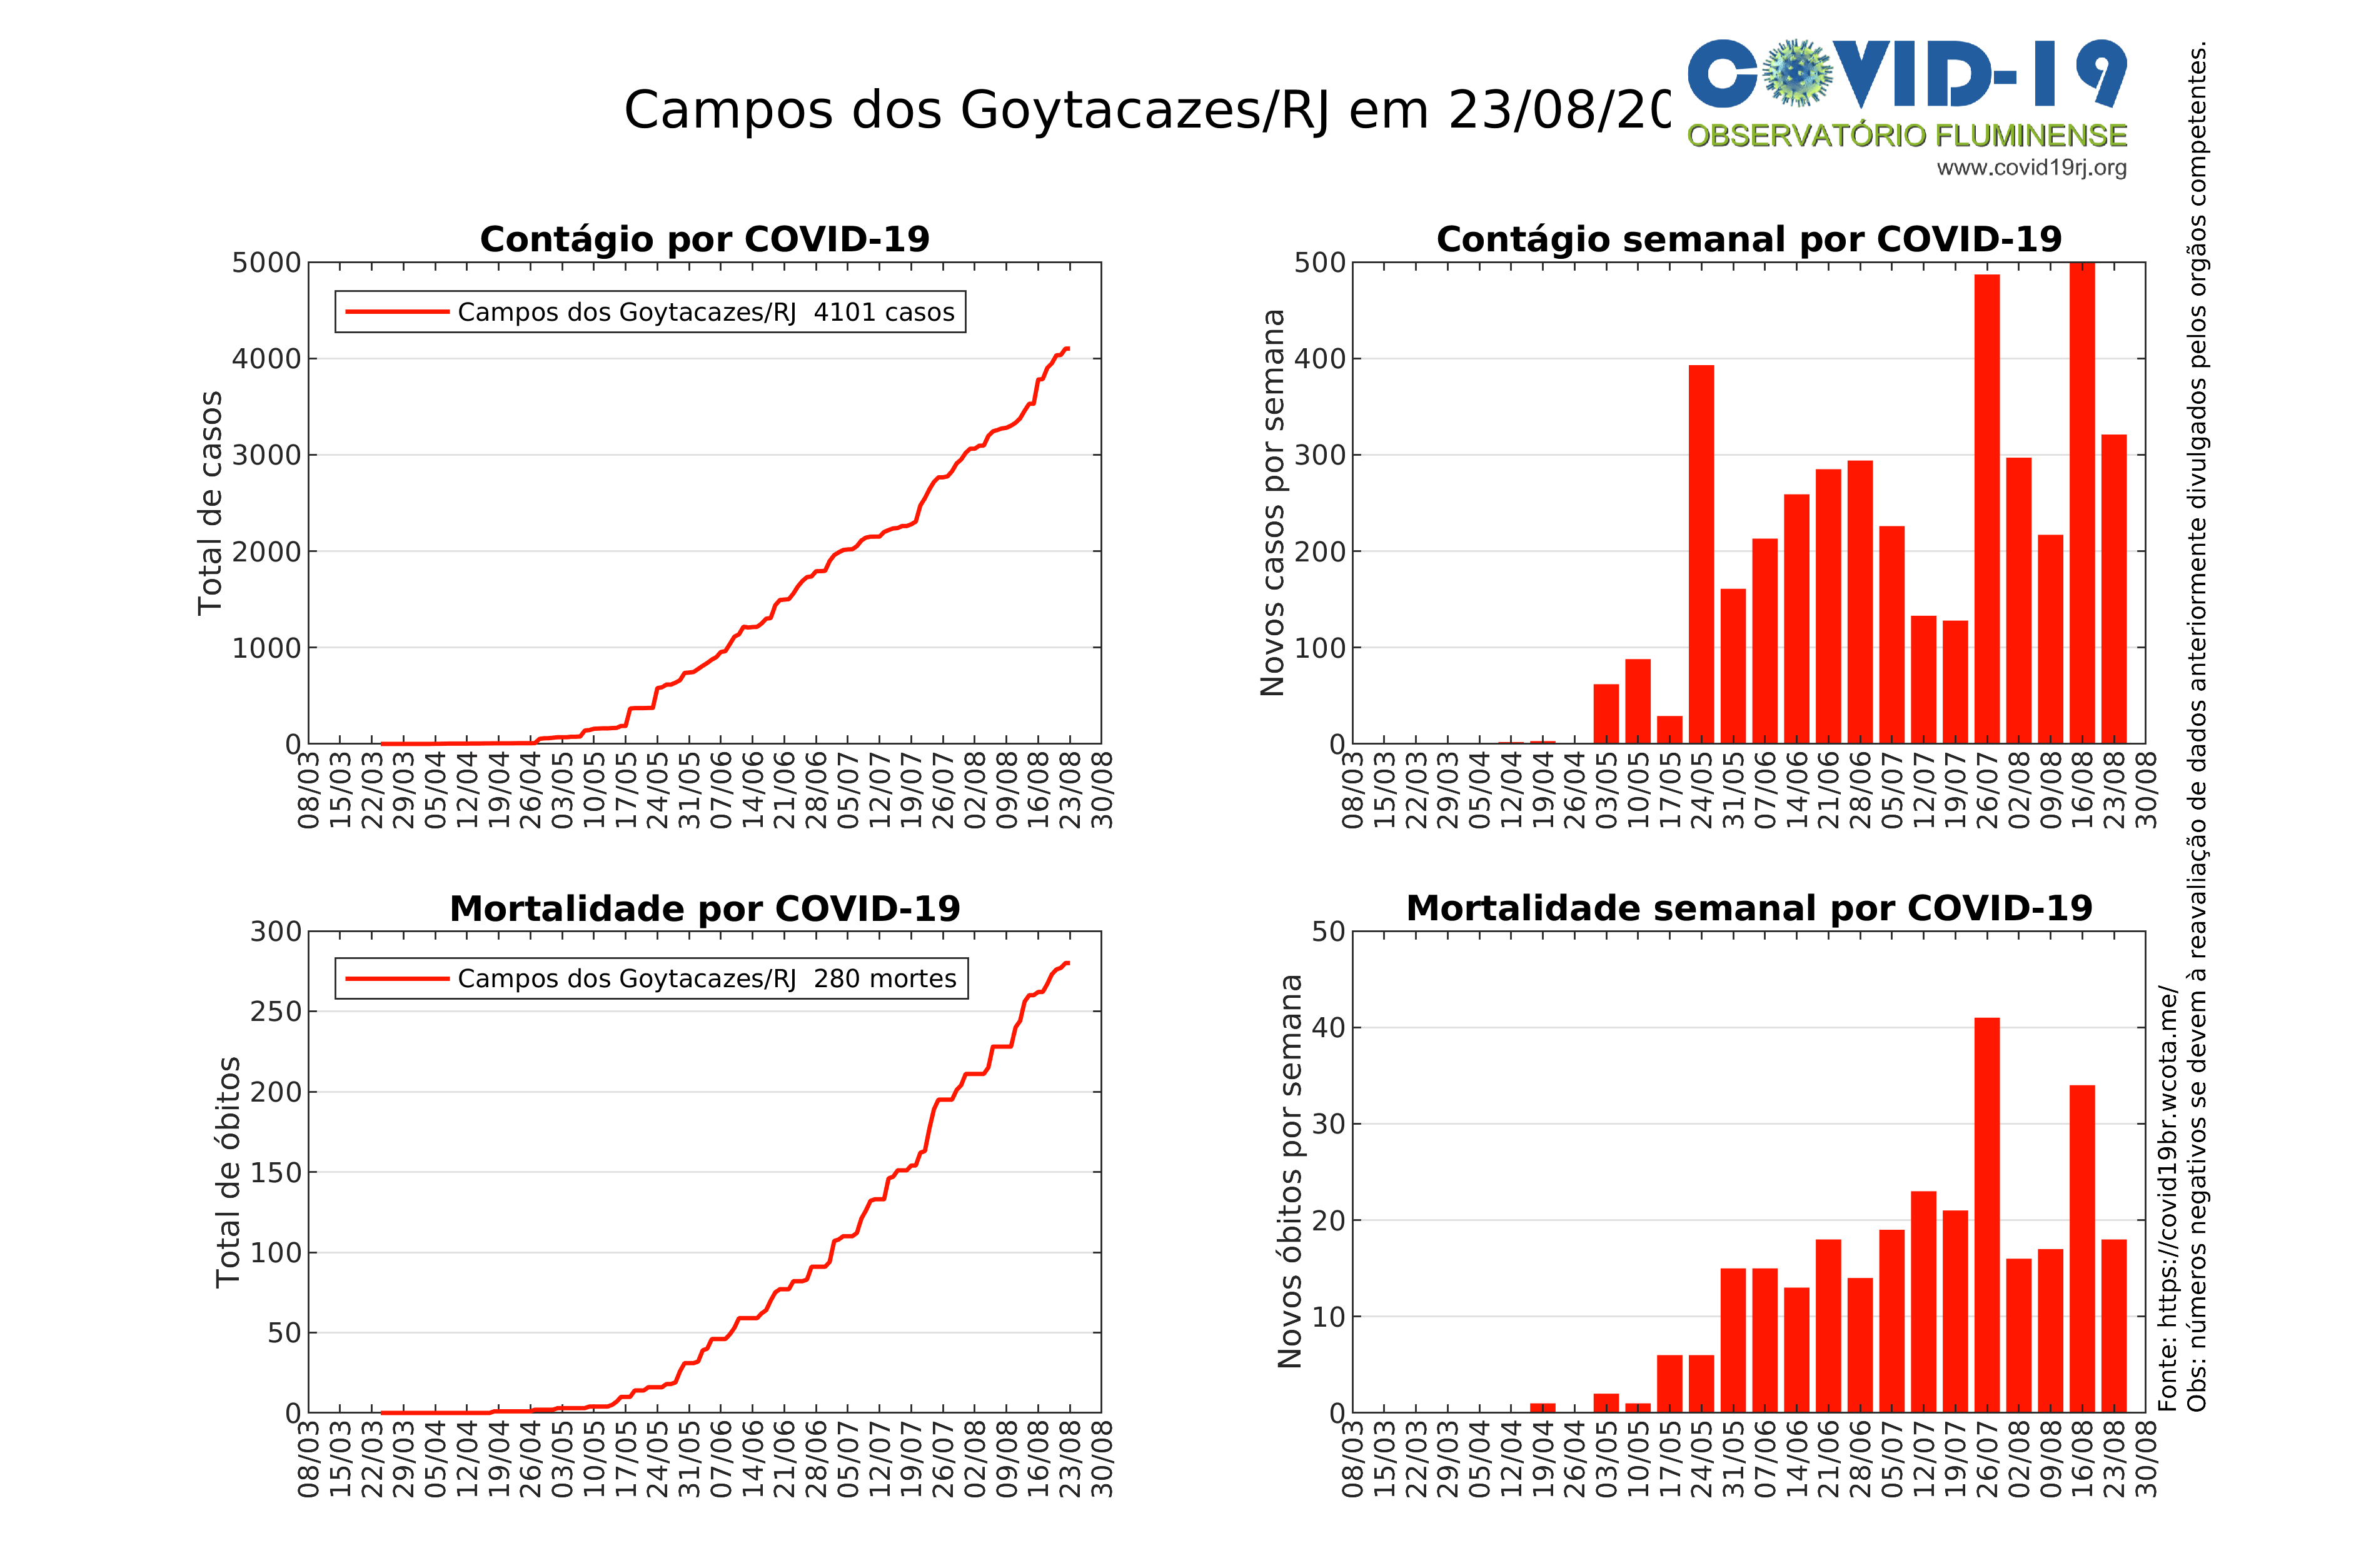 Campos dos Goytacazes/RJ em 23/08/20
COVID-19
OBSERVATÓRIO FLUMINENSE
www.covid19rj.org
Contágio por COVID-19
Total de casos
5000
4000
3000
2000
1000
0
Campos dos Goytacazes/RJ 4101 casos
08/03 15/03 22/03 29/03 05/04 12/04 19/04 26/04 03/05 10/05 17/05 24/05 31/05 07/06 14/06 21/06 28/06 05/07 12/07 19/07 26/07 02/08 09/08 16/08 23/08 30/08
Contágio semanal por COVID-19
Novos casos por semana
500
400
300
200
100
0
08/03 15/03 22/03 29/03 05/04 12/04 19/04 26/04 03/05 10/05 17/05 24/05 31/05 07/06 14/06 21/06 28/06 05/07 12/07 19/07 26/07 02/08 09/08 16/08 23/08 30/08
Mortalidade por COVID-19
Total de óbitos
300
250
200
150
100
50
0
Campos dos Goytacazes/RJ 280 mortes
08/03 15/03 22/03 29/03 05/04 12/04 19/04 26/04 03/05 10/05 17/05 24/05 31/05 07/06 14/06 21/06 28/06 05/07 12/07 19/07 26/07 02/08 09/08 16/08 23/08 30/08
Mortalidade semanal por COVID-19
Novos óbitos por semana
50
40
30
20
10
0
08/03 15/03 22/03 29/03 05/04 12/04 19/04 26/04 03/05 10/05 17/05 24/05 31/05 07/06 14/06 21/06 28/06 05/07 12/07 19/07 26/07 02/08 09/08 16/08 23/08 30/08
Fonte: https://covid19br.wcota.me/
Obs: números negativos se devem à reavaliação de dados anteriormente divulgados pelos orgãos competentes.